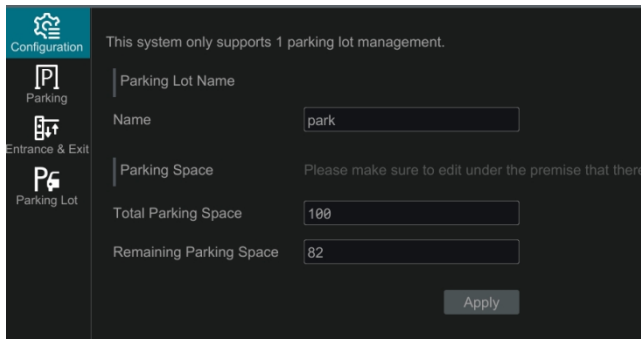 Configuration
This system only supports 1 parking lot management.
Parking Lot Name
Parking
Name park
Entrance & Exit
Parking Space Please make sure to edit under the premise that there
Parking Lot
Total Parking Space 100
Remaining Parking Space 82
Apply